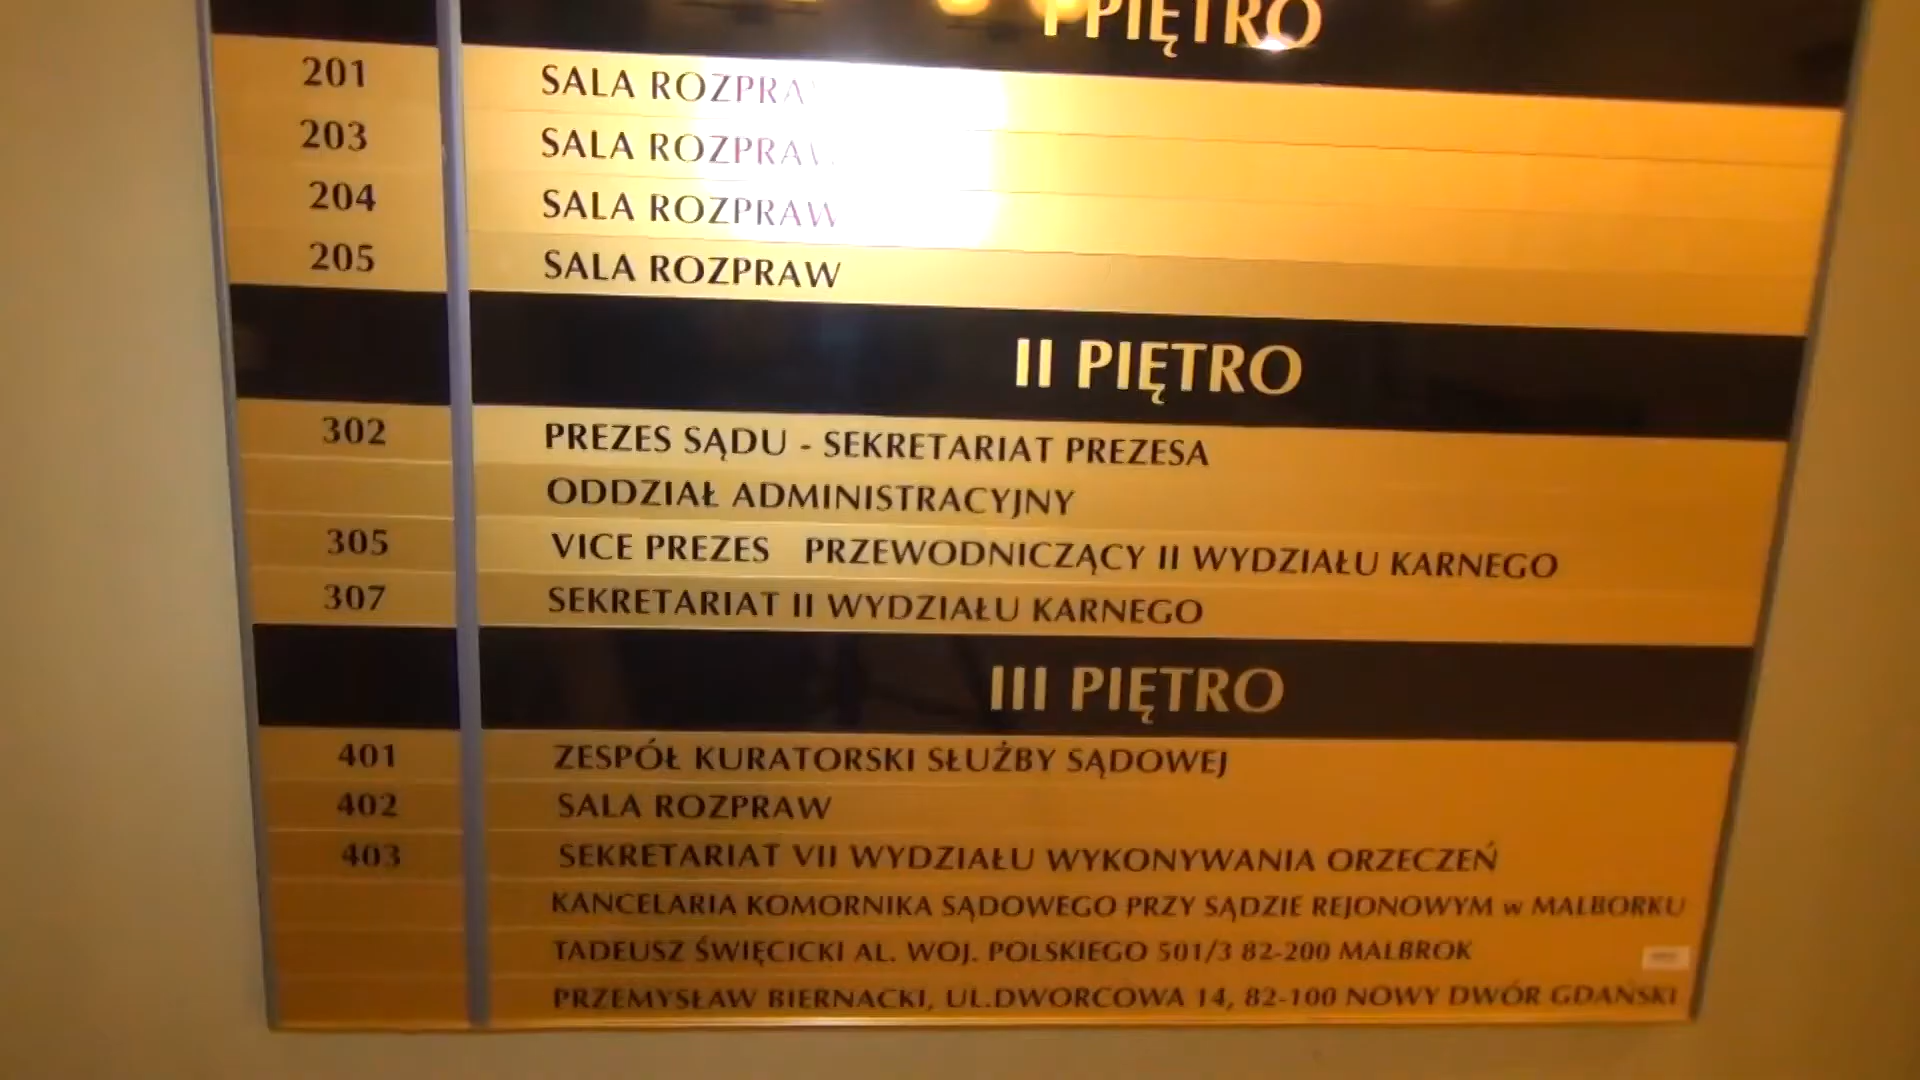 I PIĘTRO
201 SALA ROZPRAW
203 SALA ROZPRAW
204 SALA ROZPRAW
205 SALA ROZPRAW
II PIĘTRO
302 PREZES SĄDU - SEKRETARIAT PREZESA
ODDZIAŁ ADMINISTRACYJNY
305 VICE PREZES PRZEWODNICZĄCY II WYDZIAŁU KARNEGO
307 SEKRETARIAT II WYDZIAŁU KARNEGO
III PIĘTRO
401 ZESPÓŁ KURATORSKI SŁUŻBY SĄDOWEJ
402 SALA ROZPRAW
403 SEKRETARIAT VII WYDZIAŁU WYKONYWANIA ORZECZEŃ
KANCELARIA KOMORNIKA SĄDOWEGO PRZY SĄDZIE REJONOWYM w MALBORKU
TADEUSZ ŚWIĘCICKI AL. WOJ. POLSKIEGO 501/3 82-200 MALBROK
PRZEMYSŁAW BIERNACKI, UL.DWORCOWA 14, 82-100 NOWY DWÓR GDAŃSKI